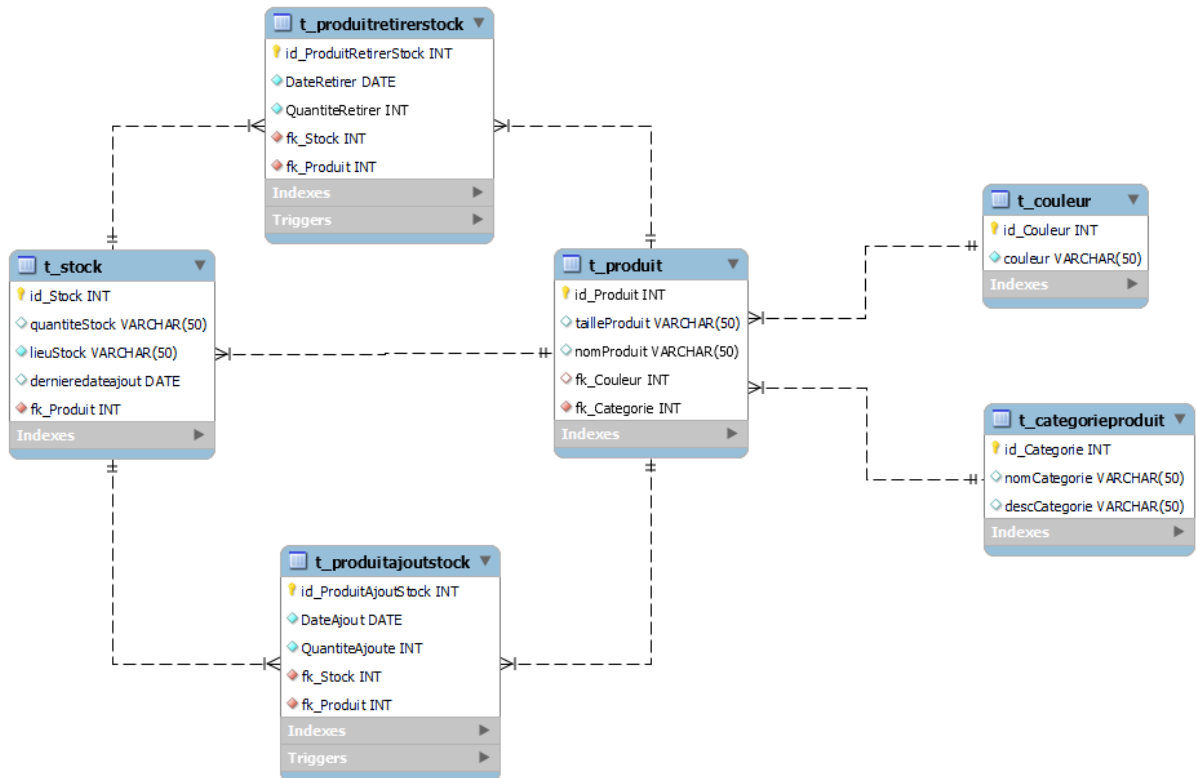 t_produitretirerstock
id_ProduitRetirerStock INT
DateRetirer DATE
QuantiteRetirer INT
fk_Stock INT
fk_Produit INT
Indexes
Triggers
t_stock
id_Stock INT
quantiteStock VARCHAR(50)
lieuStock VARCHAR(50)
dernieredateajout DATE
fk_Produit INT
Indexes
t_produit
id_Produit INT
tailleProduit VARCHAR(50)
nomProduit VARCHAR(50)
fk_Couleur INT
fk_Categorie INT
Indexes
t_couleur
id_Couleur INT
couleur VARCHAR(50)
Indexes
t_categorieproduit
id_Categorie INT
nomCategorie VARCHAR(50)
descCategorie VARCHAR(50)
Indexes
t_produitajoutstock
id_ProduitAjoutStock INT
DateAjout DATE
QuantiteAjoute INT
fk_Stock INT
fk_Produit INT
Indexes
Triggers